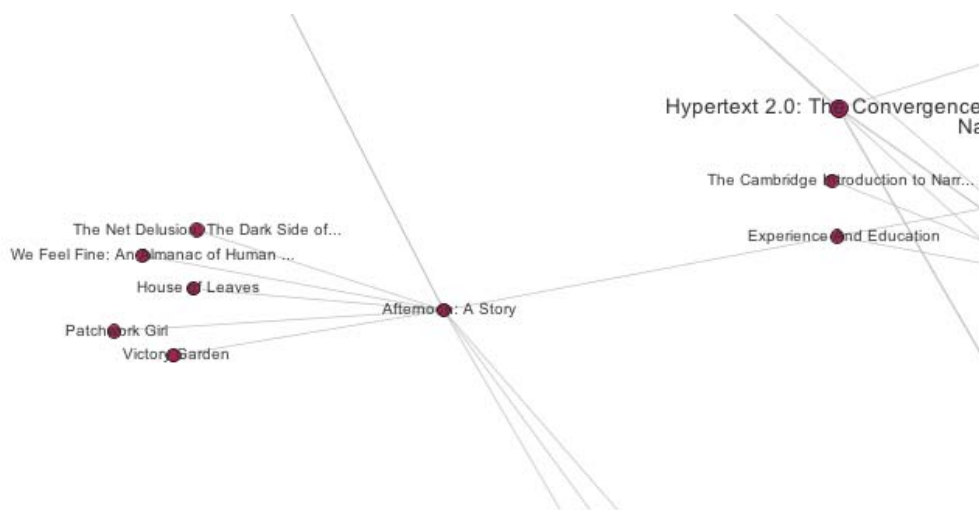 Hypertext 2.0: The Convergence
Na
The Cambridge Introduction to Narr...
The Net Delusion: The Dark Side of...
Experience and Education
We Feel Fine: An Almanac of Human ...
House of Leaves
Afternoon: A Story
Patchwork Girl
Victory Garden